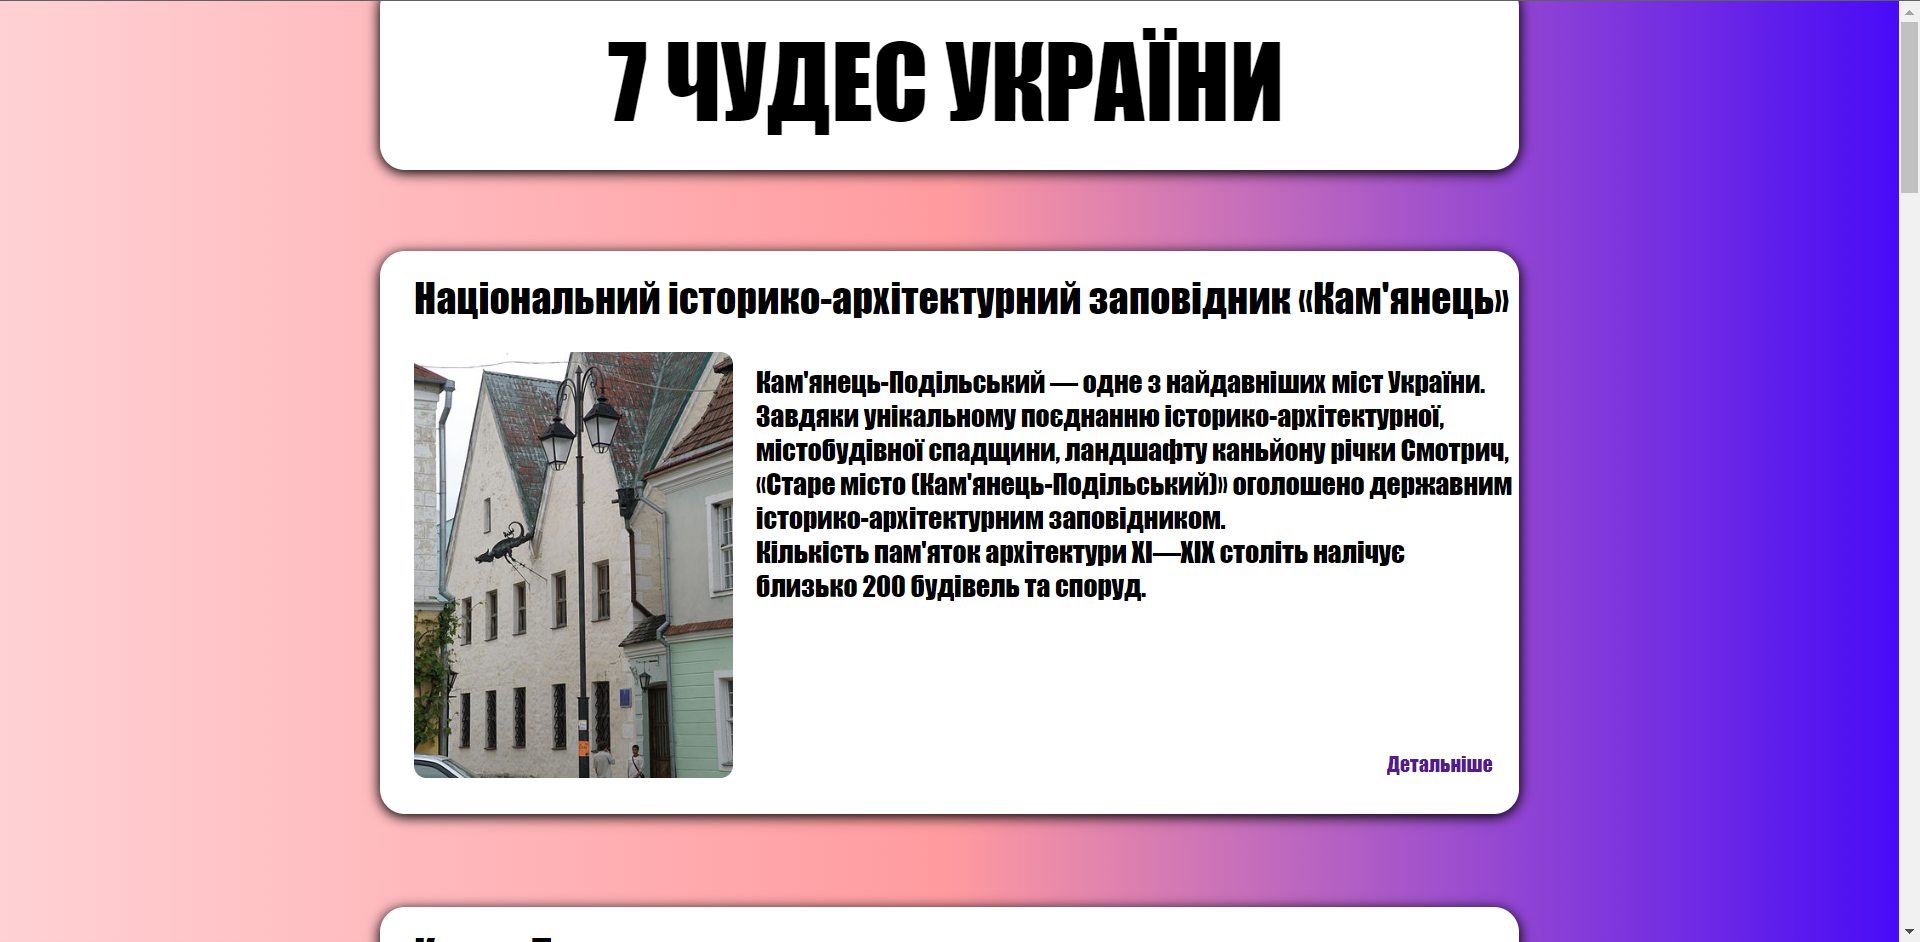 7 ЧУДЕС УКРАЇНИ
Національний історико-архітектурний заповідник «Кам'янець»
Кам'янець-Подільський — одне з найдавніших міст України.
Завдяки унікальному поєднанню історико-архітектурної,
містобудівної спадщини, ландшафту каньйону річки Смотрич,
«Старе місто (Кам'янець-Подільський)» оголошено державним
історико-архітектурним заповідником.
Кількість пам'яток архітектури XI—XIX століть налічує
близько 200 будівель та споруд.
Детальніше